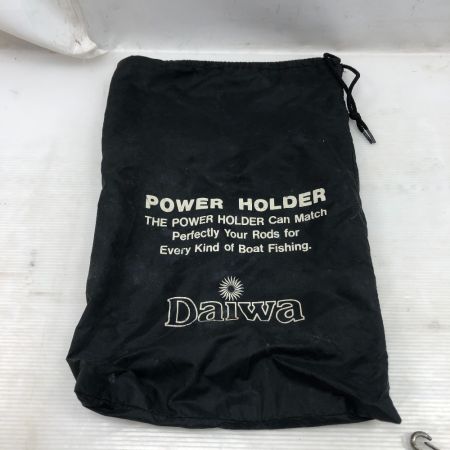 POWER HOLDER
THE POWER HOLDER Can Match
Perfectly Your Rods for
Every Kind of Boat Fishing.
Daiwa